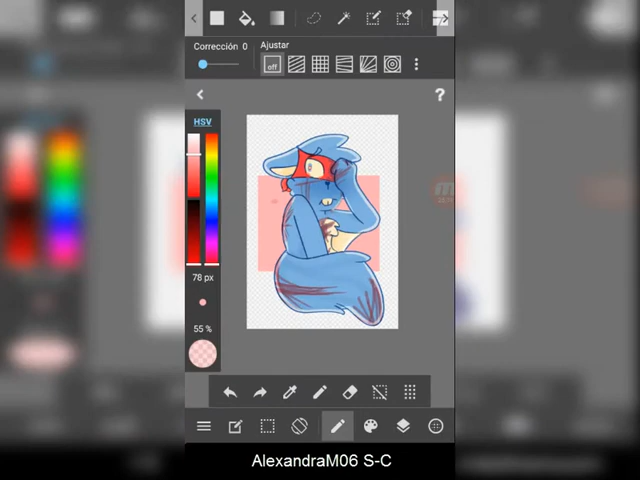 Corrección 0
Ajustar
off
?
HSV
78 px
55 %
AlexandraM06 S-C